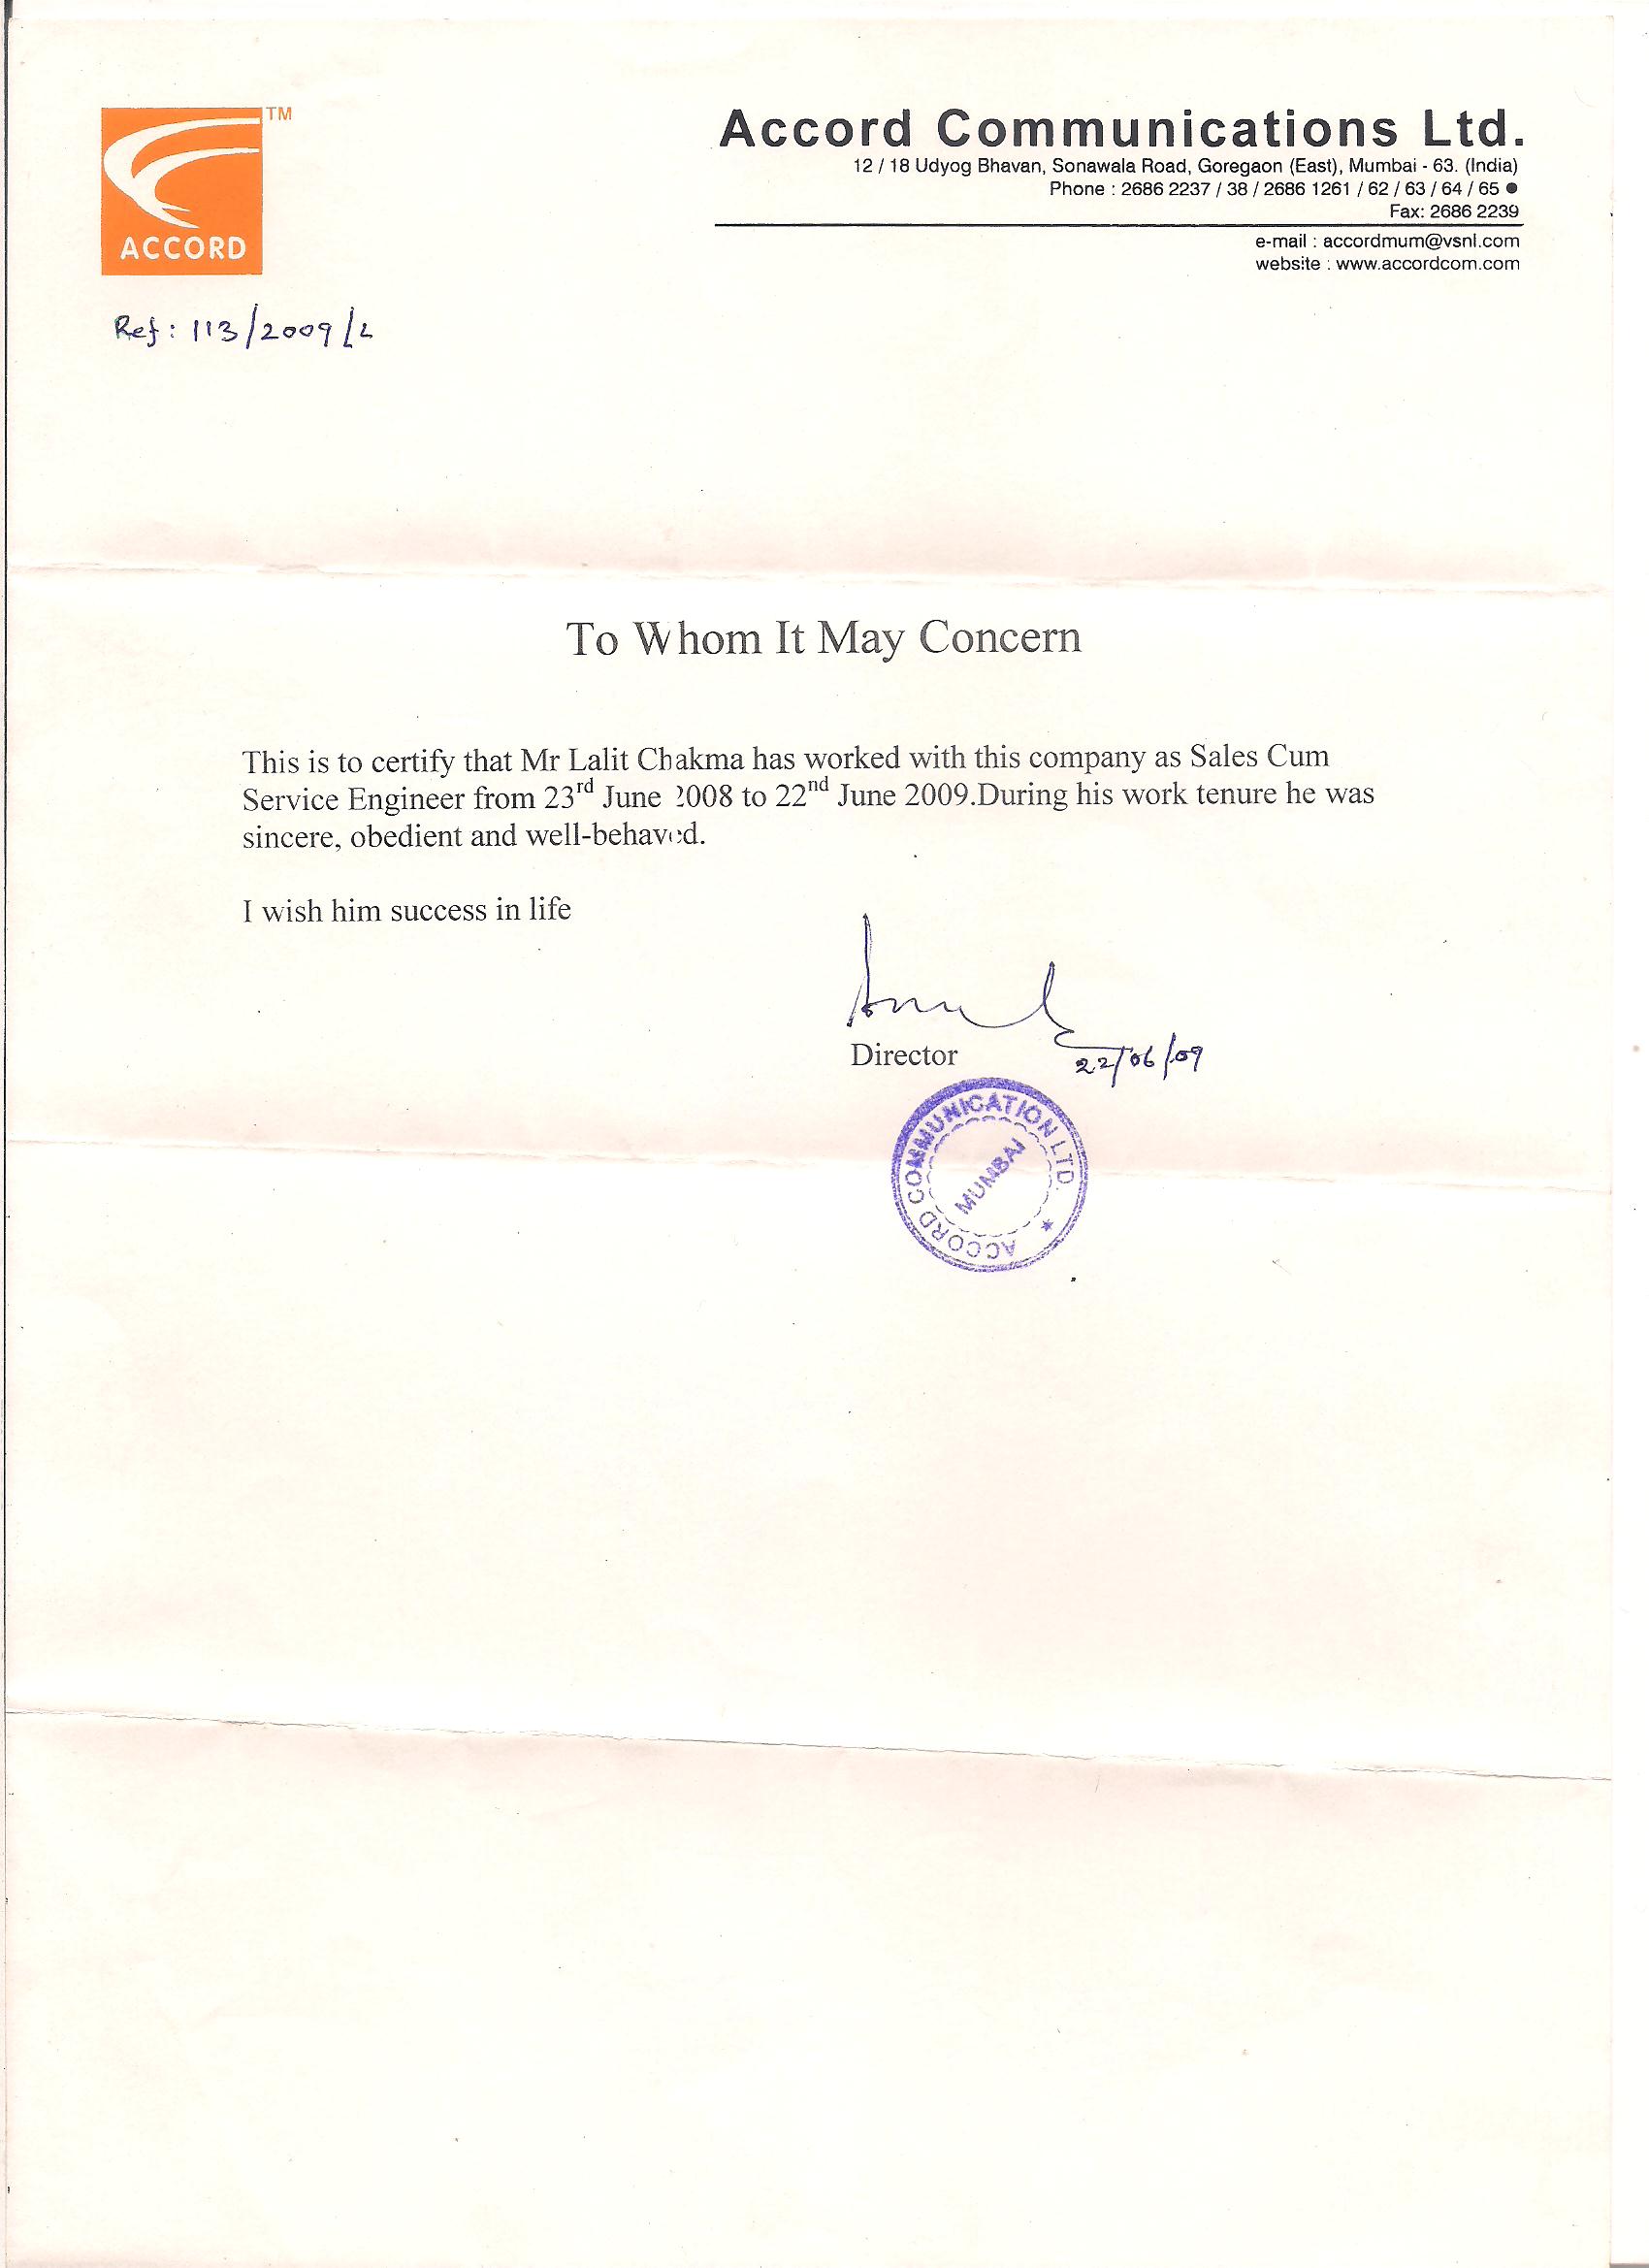 TM
ACCORD
Accord Communications Ltd.
12 / 18 Udyog Bhavan, Sonawala Road, Goregaon (East), Mumbai - 63. (India)
Phone : 2686 2237 / 38 / 2686 1261 / 62 / 63 / 64 / 65 ●
Fax: 2686 2239
e-mail : accordmum@vsnl.com
website : www.accordcom.com
Ref: 113/2009/L
To Whom It May Concern
This is to certify that Mr Lalit Chakma has worked with this company as Sales Cum
Service Engineer from 23rd June 2008 to 22nd June 2009.During his work tenure he was
sincere, obedient and well-behaved.
I wish him success in life
Director
22/06/09
ACCORD COMMUNICATION LTD. *
MUMBAI